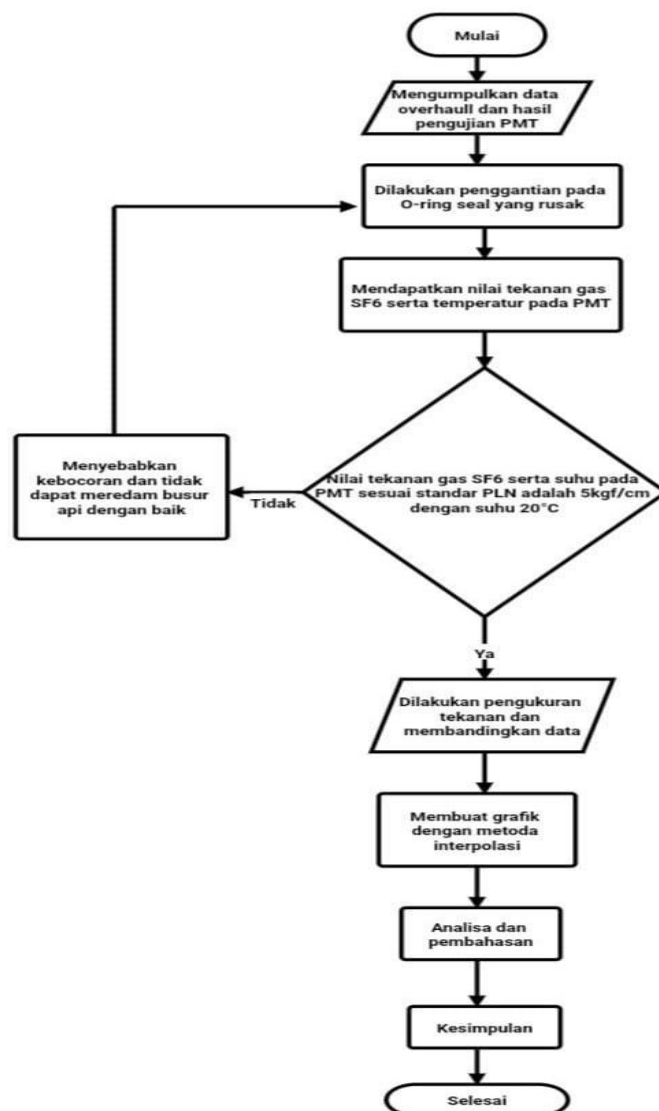 Mulai
Mengumpulkan data
overhaull dan hasil
pengujian PMT
Dilakukan penggantian pada
O-ring seal yang rusak
Mendapatkan nilai tekanan gas
SF6 serta temperatur pada PMT
Menyebabkan
kebocoran dan tidak
dapat meredam busur
api dengan baik
Tidak
Nilai tekanan gas SF6 serta suhu pada
PMT sesuai standar PLN adalah 5kgf/cm
dengan suhu 20°C
Ya
Dilakukan pengukuran
tekanan dan
membandingkan data
Membuat grafik
dengan metoda
interpolasi
Analisa dan
pembahasan
Kesimpulan
Selesai